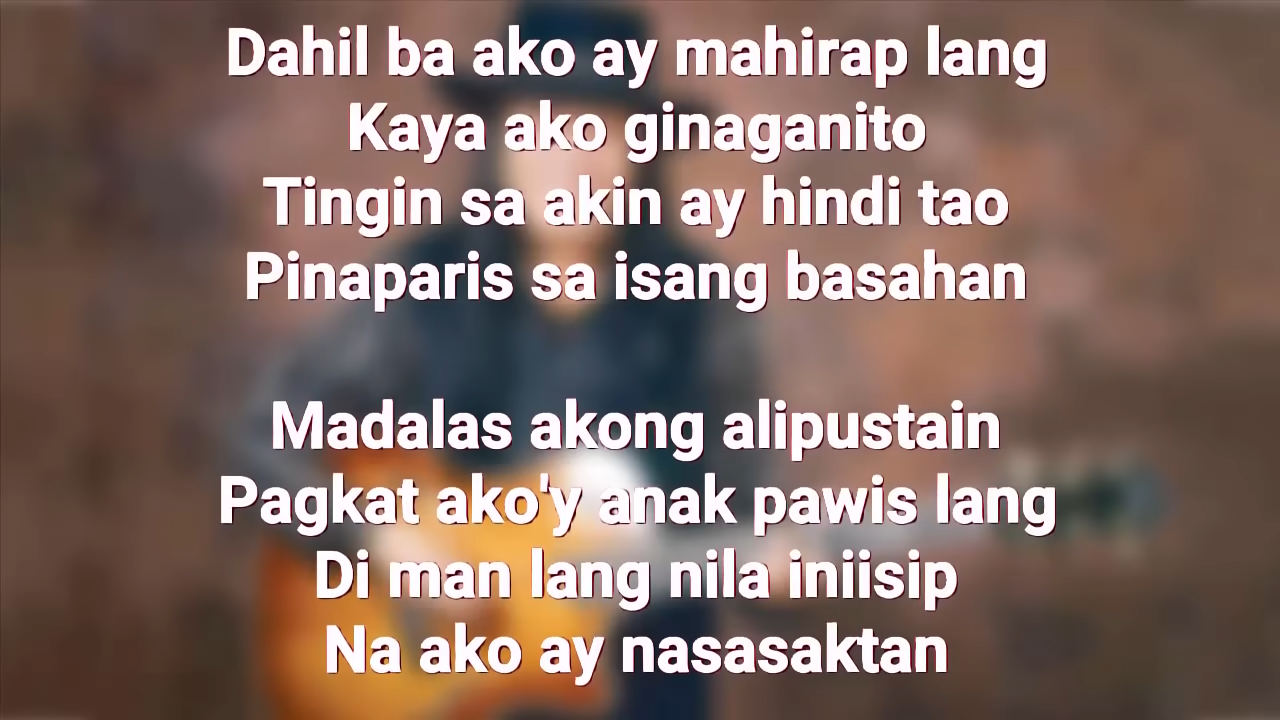 Dahil ba ako ay mahirap lang
Kaya ako ginaganito
Tingin sa akin ay hindi tao
Pinaparis sa isang basahan
Madalas akong alipustain
Pagkat ako'y anak pawis lang
Di man lang nila iniisip
Na ako ay nasasaktan